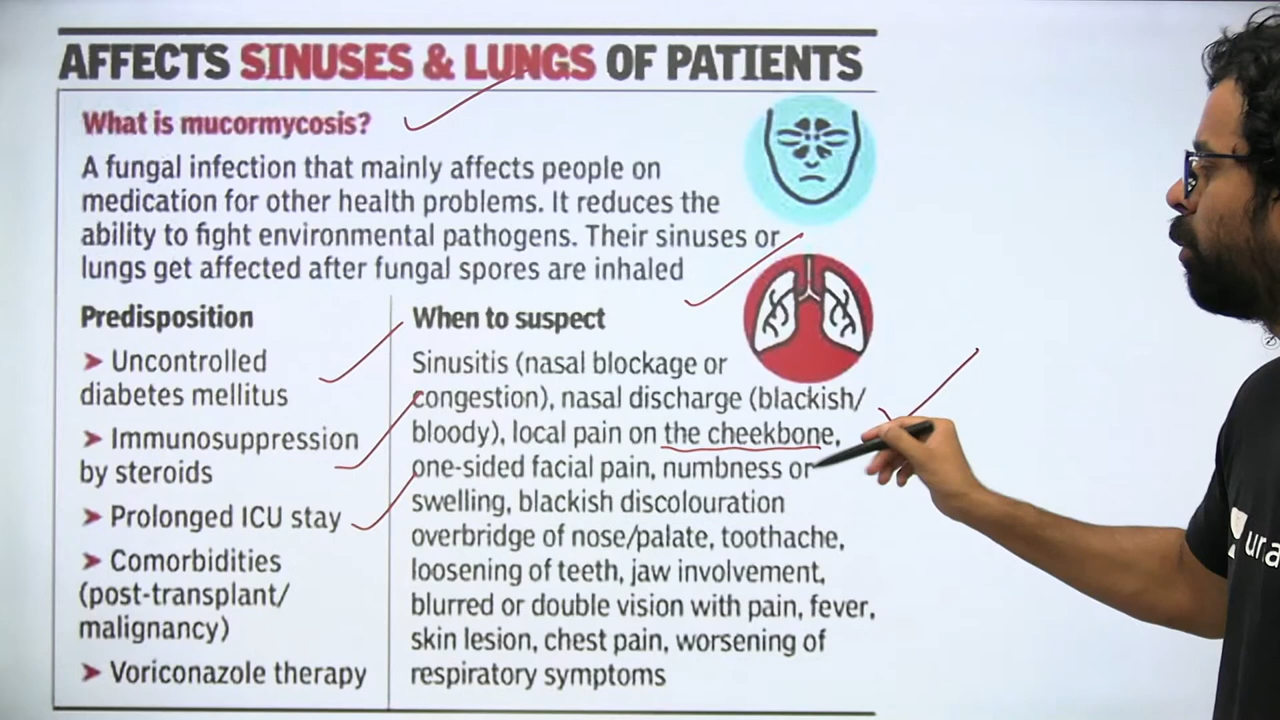 AFFECTS SINUSES & LUNGS OF PATIENTS
What is mucormycosis?
A fungal infection that mainly affects people on
medication for other health problems. It reduces the
ability to fight environmental pathogens. Their sinuses or
lungs get affected after fungal spores are inhaled
Predisposition
➤ Uncontrolled
diabetes mellitus
➤ Immunosuppression
by steroids
➤ Prolonged ICU stay
➤ Comorbidities
(post-transplant/
malignancy)
➤ Voriconazole therapy
When to suspect
Sinusitis (nasal blockage or
congestion), nasal discharge (blackish/
bloody), local pain on the cheekbone,
one-sided facial pain, numbness or
swelling, blackish discolouration
overbridge of nose/palate, toothache,
loosening of teeth, jaw involvement,
blurred or double vision with pain, fever,
skin lesion, chest pain, worsening of
respiratory symptoms